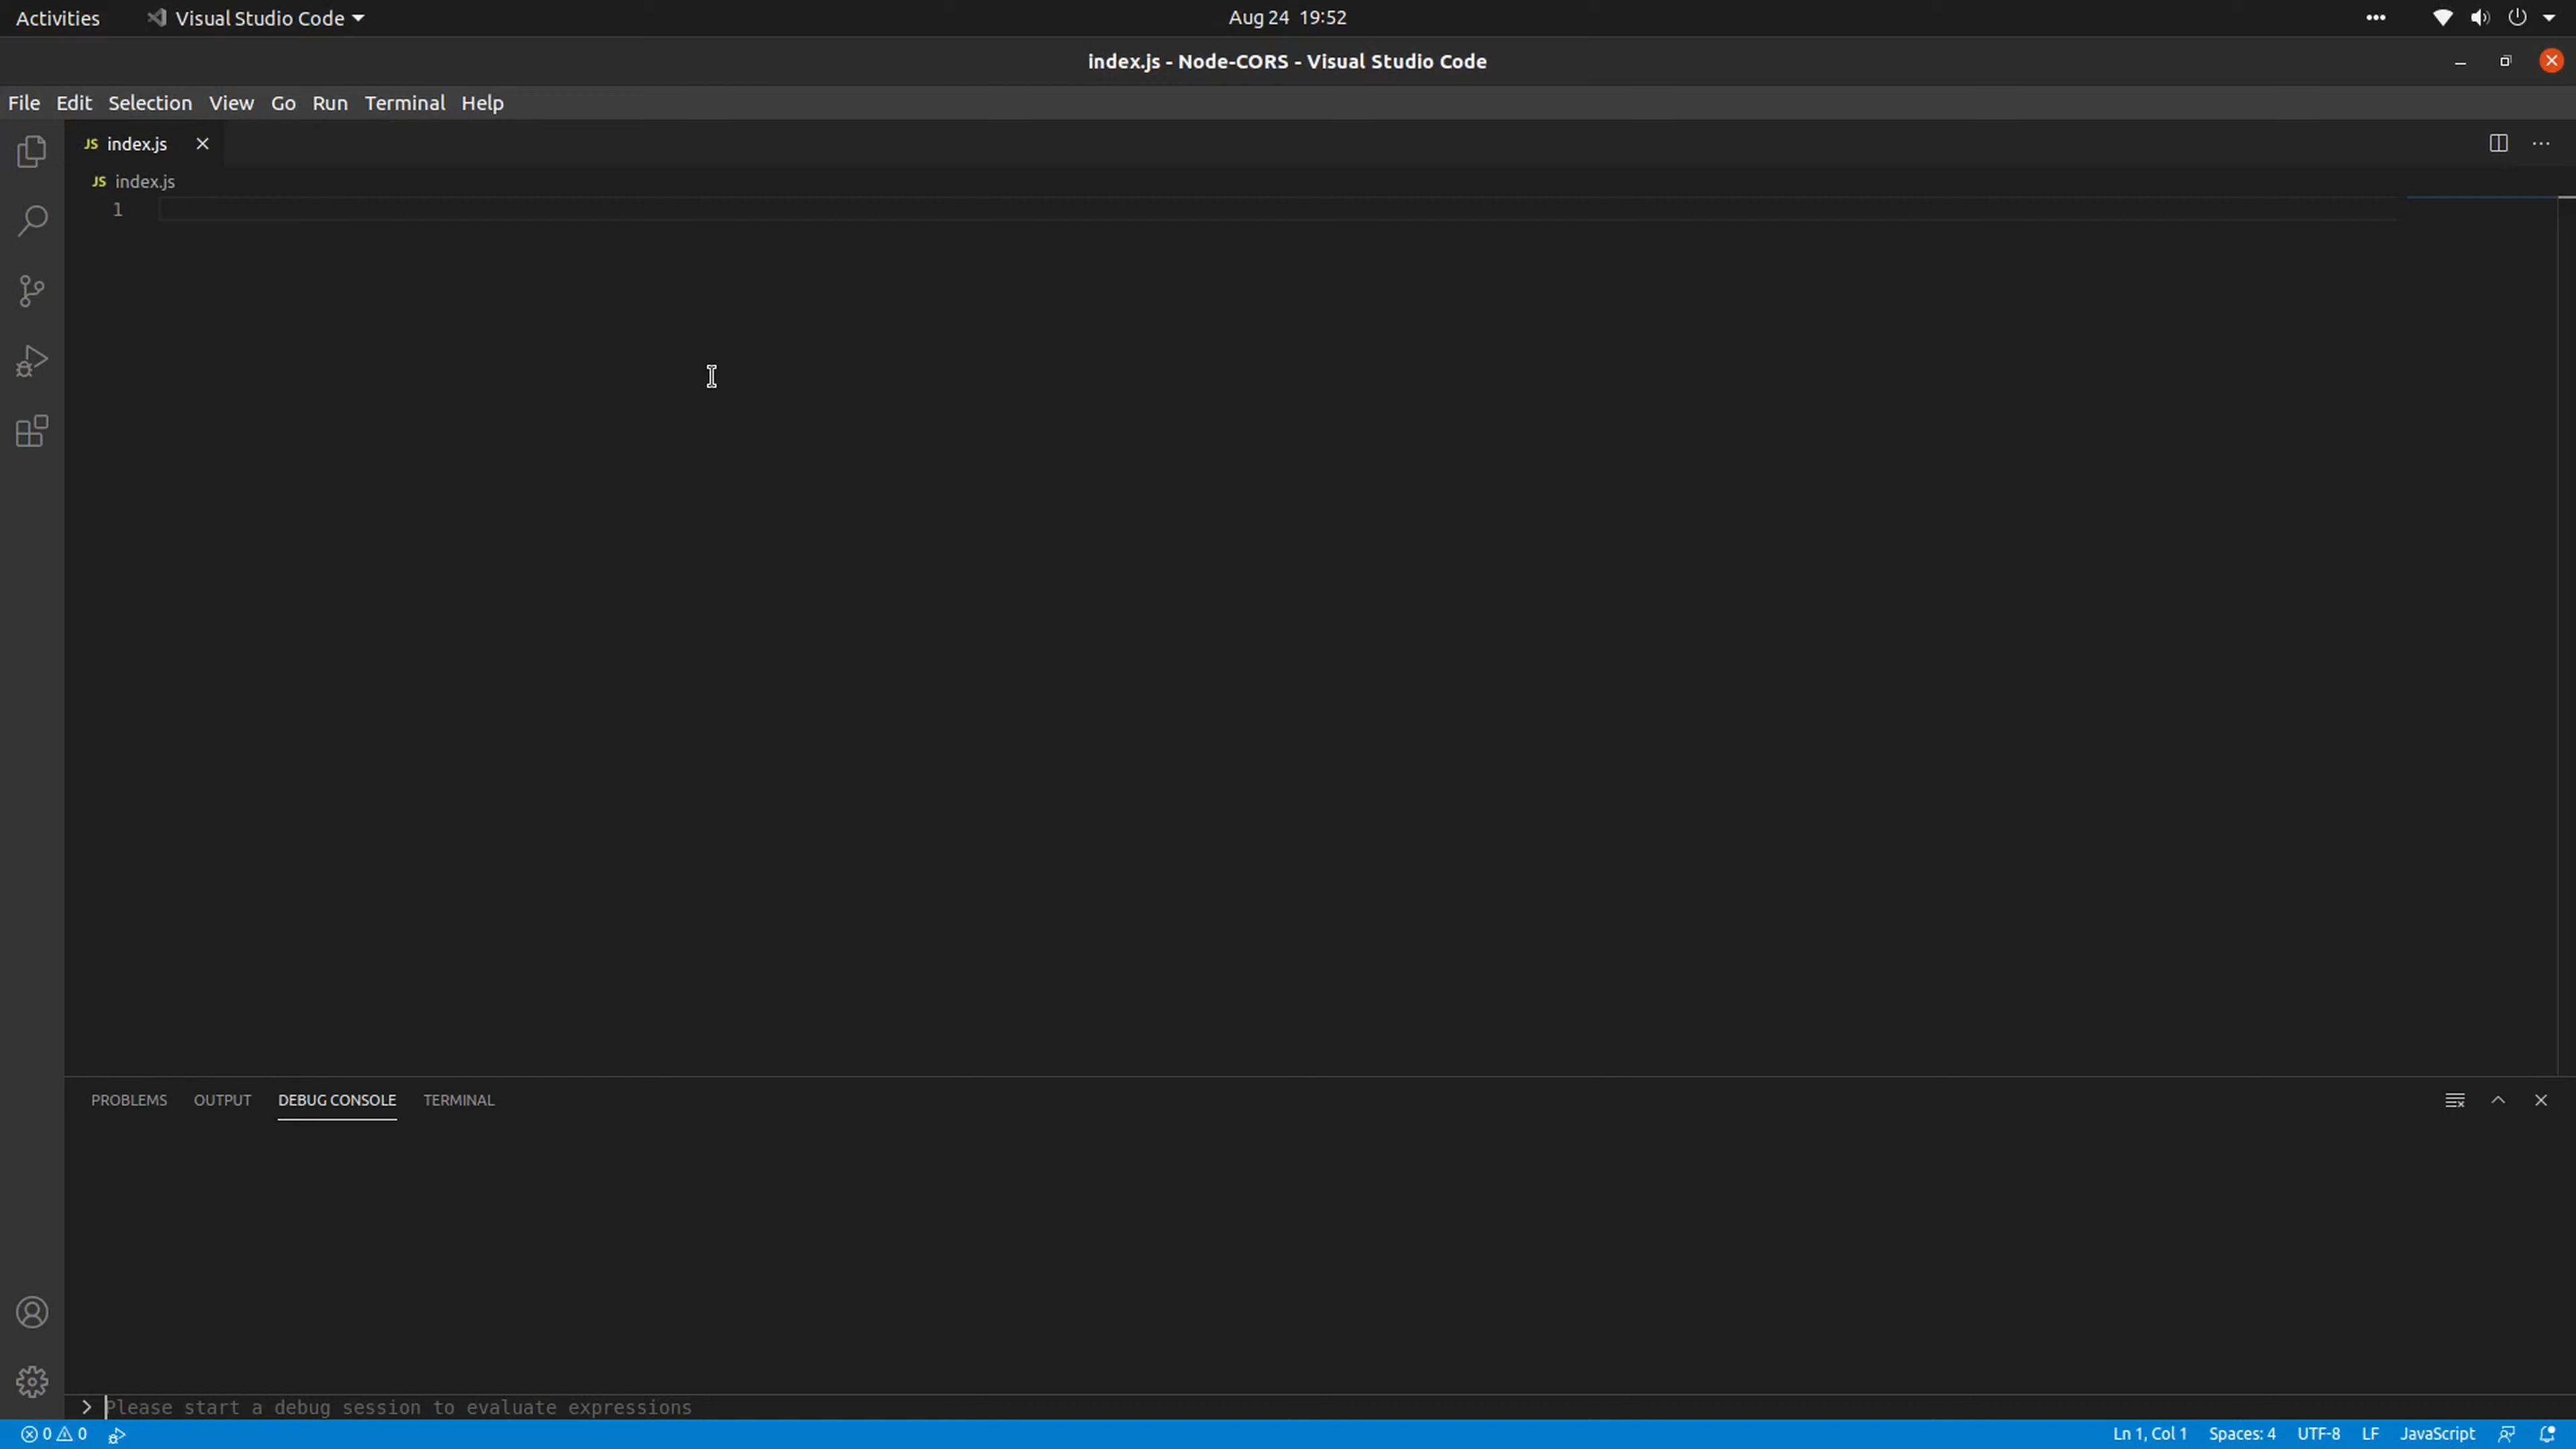 Activities Visual Studio Code Aug 24 19:52
index.js - Node-CORS - Visual Studio Code
File Edit Selection View Go Run Terminal Help
JS index.js
JS index.js
1
PROBLEMS OUTPUT DEBUG CONSOLE TERMINAL
Please start a debug session to evaluate expressions
0 0 Ln 1, Col 1 Spaces: 4 UTF-8 LF JavaScript